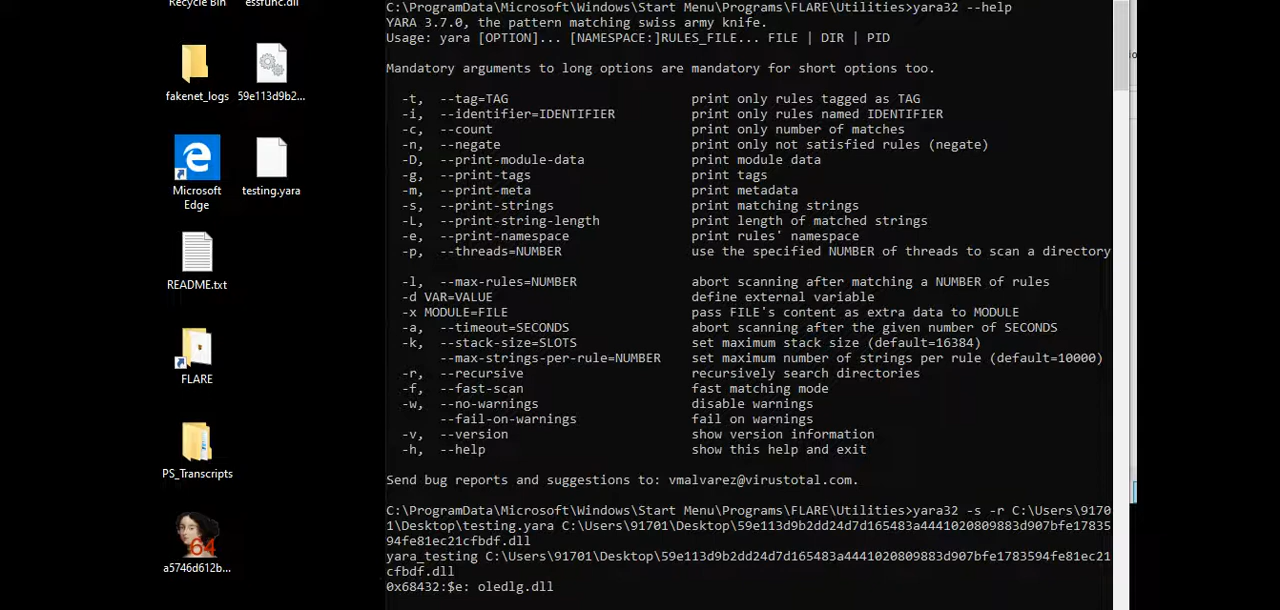 Recycle Bin
essfunc.dll
fakenet_logs
59e113d9b2...
Microsoft
Edge
testing.yara
README.txt
FLARE
PS_Transcripts
64
a5746d612b...
C:\ProgramData\Microsoft\Windows\Start Menu\Programs\FLARE\Utilities>yara32 --help
YARA 3.7.0, the pattern matching swiss army knife.
Usage: yara [OPTION]... [NAMESPACE:]RULES_FILE... FILE | DIR | PID
Mandatory arguments to long options are mandatory for short options too.
-t, --tag=TAG print only rules tagged as TAG
-i, --identifier=IDENTIFIER print only rules named IDENTIFIER
-c, --count print only number of matches
-n, --negate print only not satisfied rules (negate)
-D, --print-module-data print module data
-g, --print-tags print tags
-m, --print-meta print metadata
-s, --print-strings print matching strings
-L, --print-string-length print length of matched strings
-e, --print-namespace print rules' namespace
-p, --threads=NUMBER use the specified NUMBER of threads to scan a directory
-l, --max-rules=NUMBER abort scanning after matching a NUMBER of rules
-d VAR=VALUE define external variable
-x MODULE=FILE pass FILE's content as extra data to MODULE
-a, --timeout=SECONDS abort scanning after the given number of SECONDS
-k, --stack-size=SLOTS set maximum stack size (default=16384)
--max-strings-per-rule=NUMBER set maximum number of strings per rule (default=10000)
-r, --recursive recursively search directories
-f, --fast-scan fast matching mode
-w, --no-warnings disable warnings
--fail-on-warnings fail on warnings
-v, --version show version information
-h, --help show this help and exit
Send bug reports and suggestions to: vmalvarez@virustotal.com.
C:\ProgramData\Microsoft\Windows\Start Menu\Programs\FLARE\Utilities>yara32 -s -r C:\Users\9170
1\Desktop\testing.yara C:\Users\91701\Desktop\59e113d9b2dd24d7d165483a4441020809883d907bfe17835
94fe81ec21cfbdf.dll
yara_testing C:\Users\91701\Desktop\59e113d9b2dd24d7d165483a4441020809883d907bfe1783594fe81ec21
cfbdf.dll
0x68432:$e: oledlg.dll